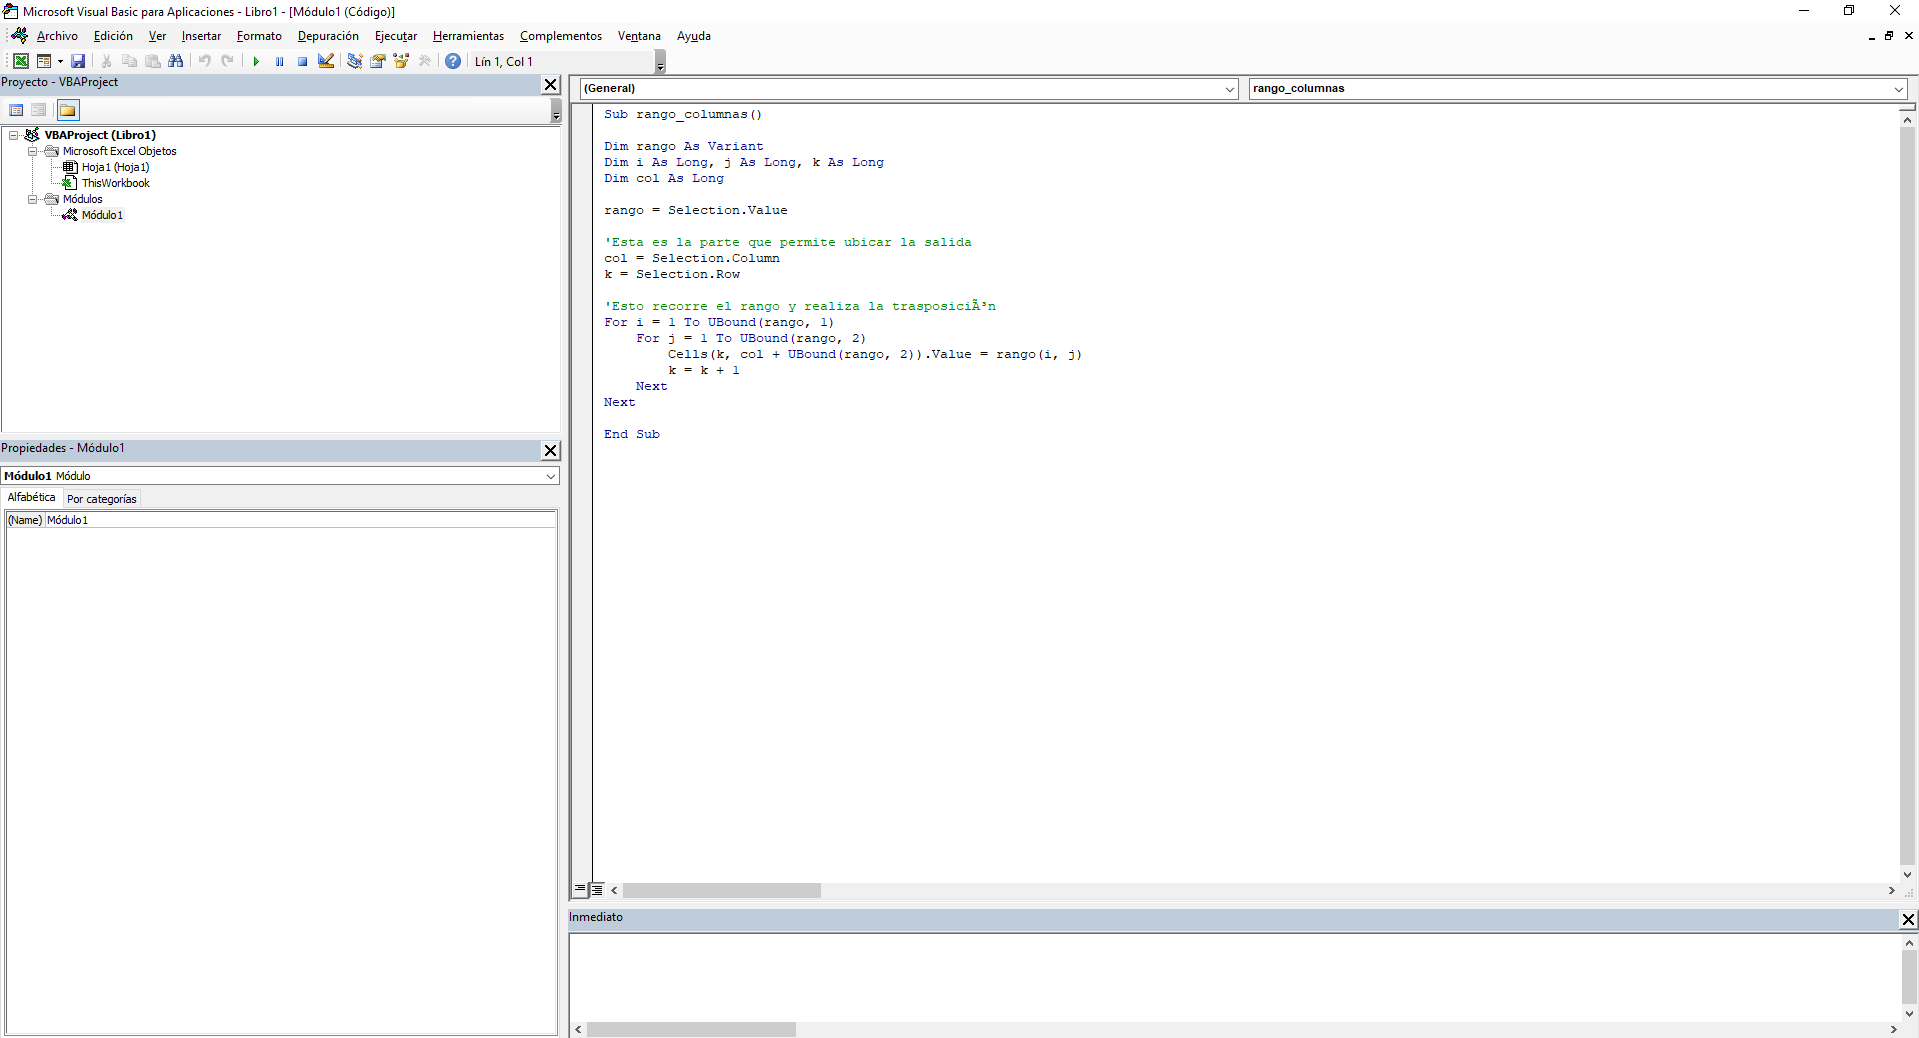 Microsoft Visual Basic para Aplicaciones - Libro1 - [Módulo1 (Código)]
Archivo Edición Ver Insertar Formato Depuración Ejecutar Herramientas Complementos Ventana Ayuda
Lín 1, Col 1
Proyecto - VBAProject
VBAProject (Libro1)
Microsoft Excel Objetos
Hoja1 (Hoja1)
ThisWorkbook
Módulos
Módulo1
Propiedades - Módulo1
Módulo1 Módulo
Alfabética Por categorías
(Name) Módulo1
(General) rango_columnas
Sub rango_columnas()
Dim rango As Variant
Dim i As Long, j As Long, k As Long
Dim col As Long
rango = Selection.Value
'Esta es la parte que permite ubicar la salida
col = Selection.Column
k = Selection.Row
'Esto recorre el rango y realiza la trasposiciÃ³n
For i = 1 To UBound(rango, 1)
    For j = 1 To UBound(rango, 2)
        Cells(k, col + UBound(rango, 2)).Value = rango(i, j)
        k = k + 1
    Next
Next
End Sub
Inmediato